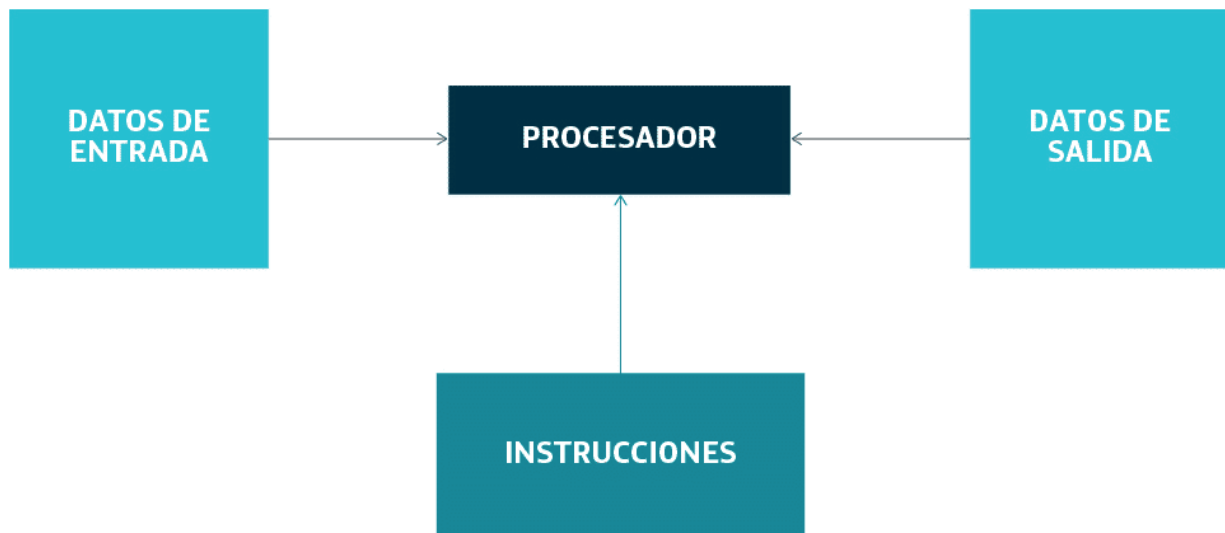 DATOS DE
ENTRADA
PROCESADOR
DATOS DE
SALIDA
INSTRUCCIONES